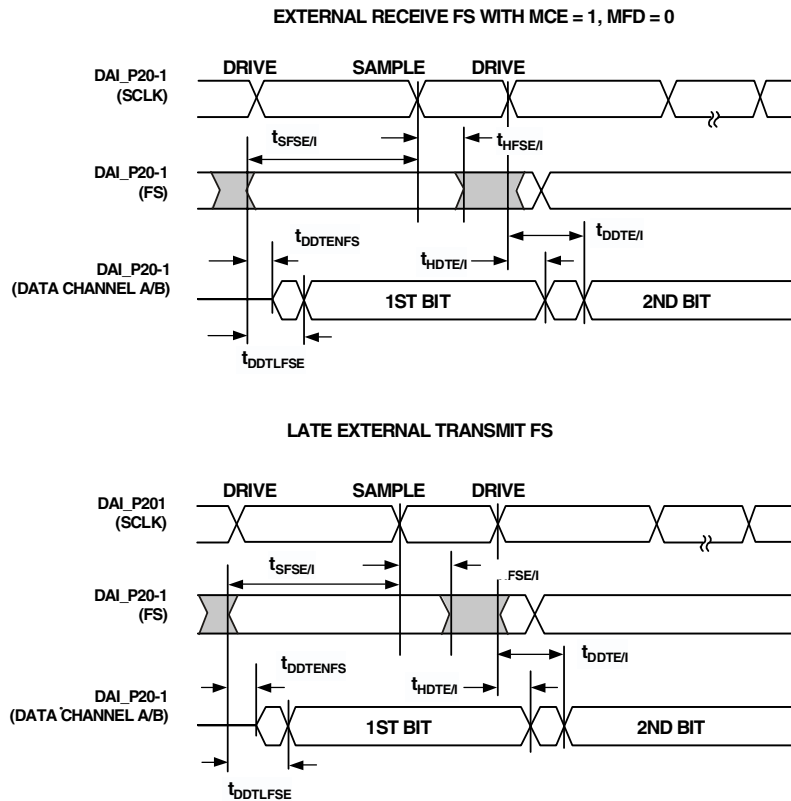 EXTERNAL RECEIVE FS WITH MCE = 1, MFD = 0
DRIVE SAMPLE DRIVE
DAI_P20-1
(SCLK)
tSFSE/I tHFSE/I
DAI_P20-1
(FS)
tDDTENFS tDDTE/I
tHDTE/I
DAI_P20-1
(DATA CHANNEL A/B)
1ST BIT 2ND BIT
tDDTLFSE
LATE EXTERNAL TRANSMIT FS
DRIVE SAMPLE DRIVE
DAI_P201
(SCLK)
tSFSE/I FSE/I
DAI_P20-1
(FS)
tDDTENFS tDDTE/I
tHDTE/I
DAI_P20-1
(DATA CHANNEL A/B)
1ST BIT 2ND BIT
tDDTLFSE